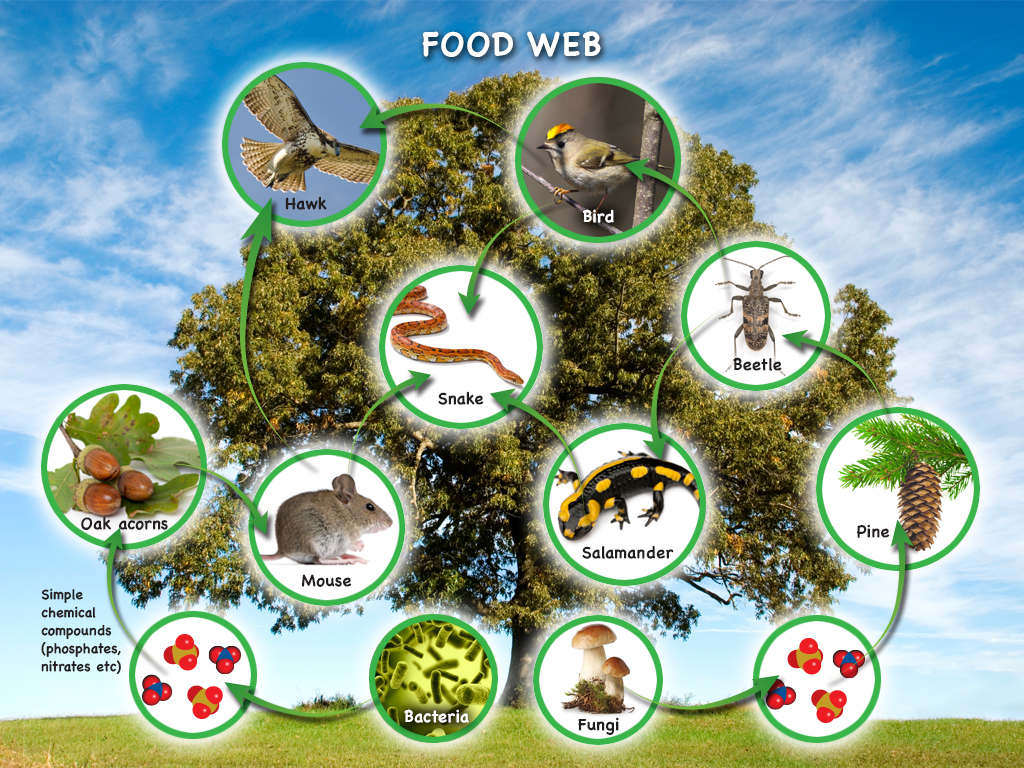 FOOD WEB
Hawk
Bird
Beetle
Snake
Oak acorns
Pine
Salamander
Mouse
Simple
chemical
compounds
(phosphates,
nitrates etc)
Bacteria
Fungi